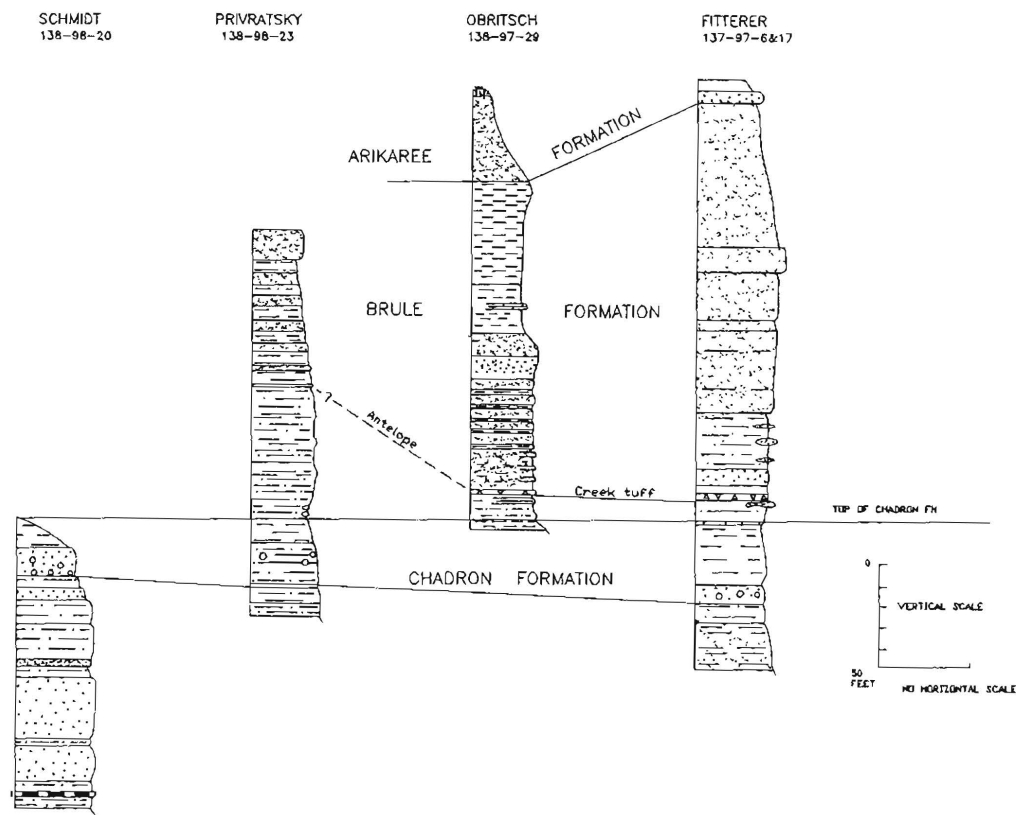 SCHMIDT
138-98-20
PRIVRATSKY
138-98-23
OBRITSCH
138-97-29
FITTERER
137-97-6&17
ARIKAREE
FORMATION
BRULE
FORMATION
?
Antelope
Creek tuff
TOP OF CHADRON FM
CHADRON FORMATION
0
VERTICAL SCALE
50
FEET
NO HORIZONTAL SCALE